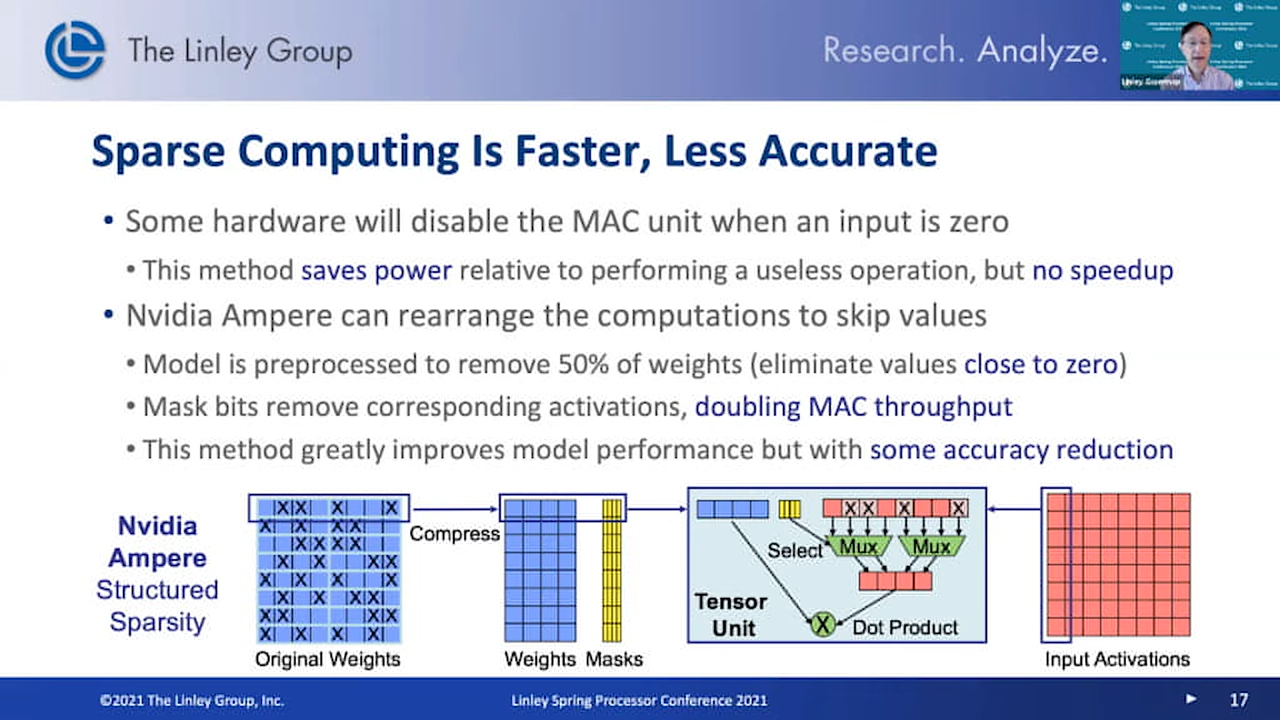 The Linley Group
Research. Analyze.
Sparse Computing Is Faster, Less Accurate
• Some hardware will disable the MAC unit when an input is zero
• This method saves power relative to performing a useless operation, but no speedup
• Nvidia Ampere can rearrange the computations to skip values
• Model is preprocessed to remove 50% of weights (eliminate values close to zero)
• Mask bits remove corresponding activations, doubling MAC throughput
• This method greatly improves model performance but with some accuracy reduction
Nvidia
Ampere
Structured
Sparsity
X X X X
X X X X
X X X X
X X X X
X X X X
X X X X
X X X X
X X X X
Original Weights
Compress
Weights Masks
X X X X
Select Mux Mux
Tensor
Unit
X Dot Product
Input Activations
©2021 The Linley Group, Inc.
Linley Spring Processor Conference 2021
17